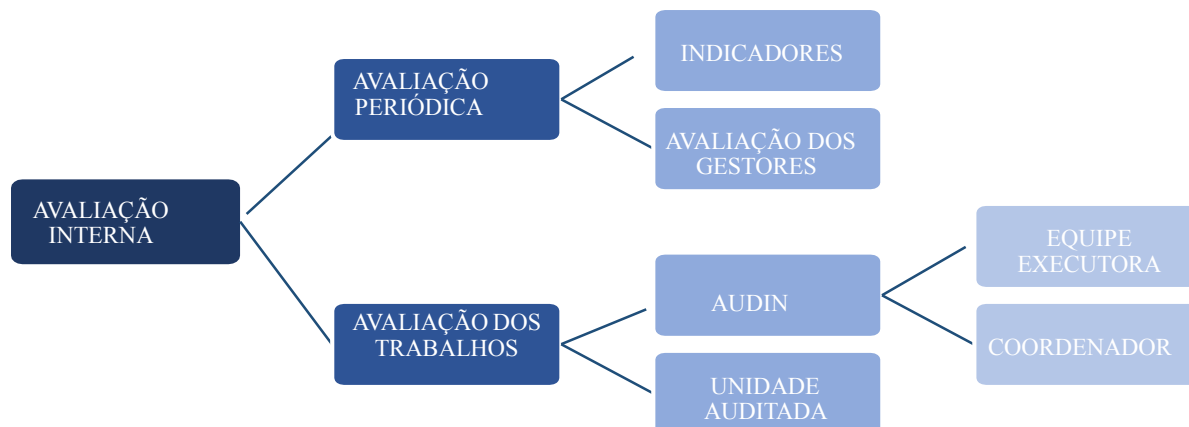 AVALIAÇÃO
INTERNA
AVALIAÇÃO
PERIÓDICA
INDICADORES
AVALIAÇÃO DOS
GESTORES
AVALIAÇÃO DOS
TRABALHOS
AUDIN
EQUIPE
EXECUTORA
COORDENADOR
UNIDADE
AUDITADA